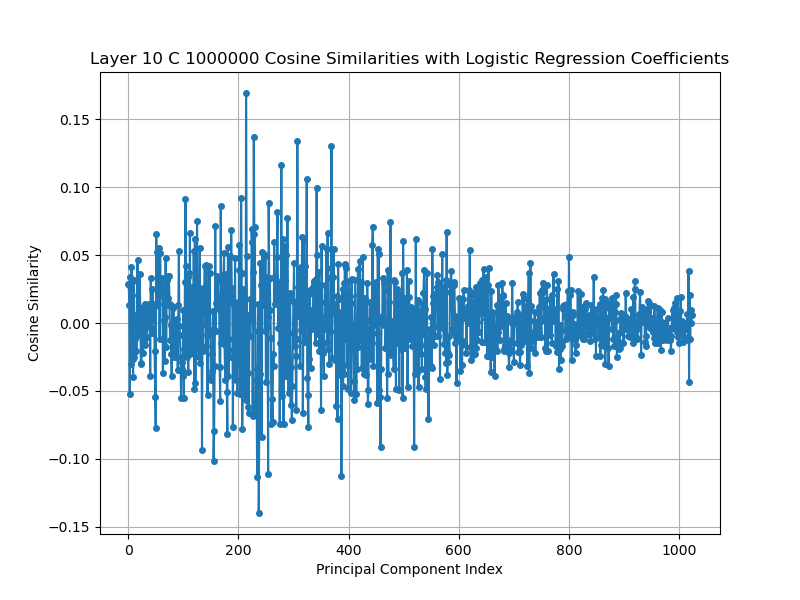 Layer 10 C 1000000 Cosine Similarities with Logistic Regression Coefficients
0.15
0.10
0.05
0.00
−0.05
−0.10
−0.15
Cosine Similarity
0 200 400 600 800 1000
Principal Component Index